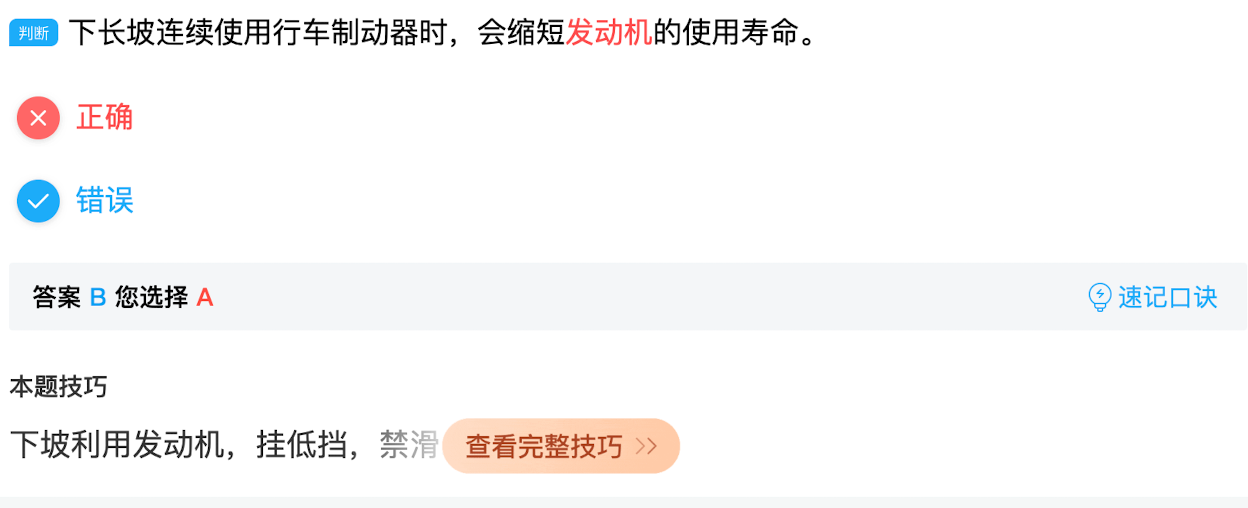 判断 下长坡连续使用行车制动器时，会缩短发动机的使用寿命。
正确
错误
答案 B 您选择 A 速记口诀
本题技巧
下坡利用发动机，挂低挡，禁滑 查看完整技巧